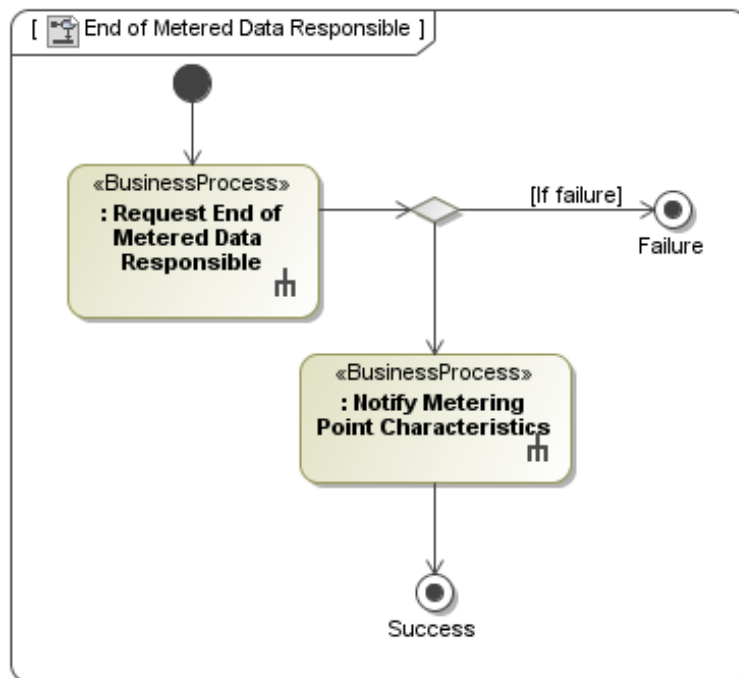 [ End of Metered Data Responsible ]
«BusinessProcess»
: Request End of
Metered Data
Responsible
[If failure]
Failure
«BusinessProcess»
: Notify Metering
Point Characteristics
Success